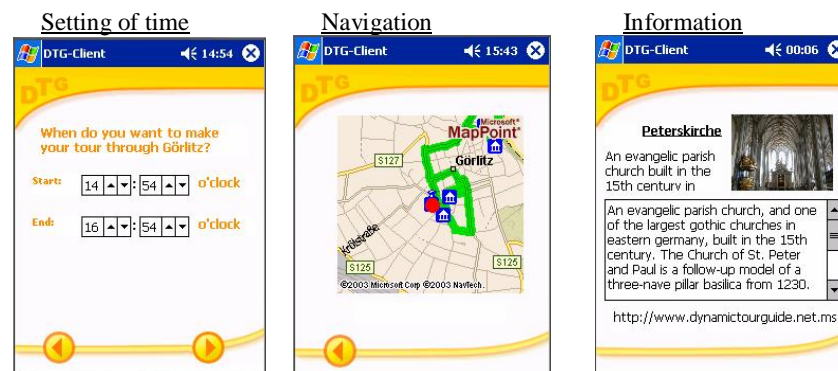 Setting of time
Navigation
Information
DTG-Client 14:54
DTG
When do you want to make
your tour through Görlitz?
Start: 14 : 54 o'clock
End: 16 : 54 o'clock
DTG-Client 15:43
DTG
Microsoft®
MapPoint®
S127
Görlitz
Krölstraße
S125
S125
©2003 Microsoft Corp ©2003 NavTech.
DTG-Client 00:06
DTG
Peterskirche
An evangelic parish
church built in the
15th century in
An evangelic parish church, and one
of the largest gothic churches in
eastern germany, built in the 15th
century. The Church of St. Peter
and Paul is a follow-up model of a
three-nave pillar basilica from 1230.
http://www.dynamictourguide.net.ms